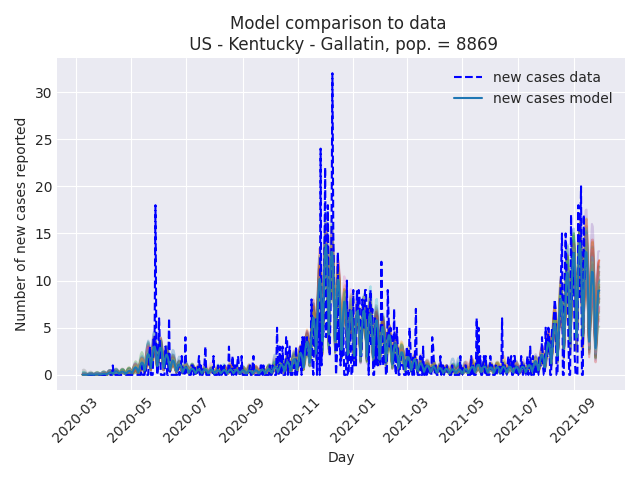 Model comparison to data
US - Kentucky - Gallatin, pop. = 8869
new cases data
new cases model
Number of new cases reported
30
25
20
15
10
5
0
2020-03
2020-05
2020-07
2020-09
2020-11
2021-01
2021-03
2021-05
2021-07
2021-09
Day